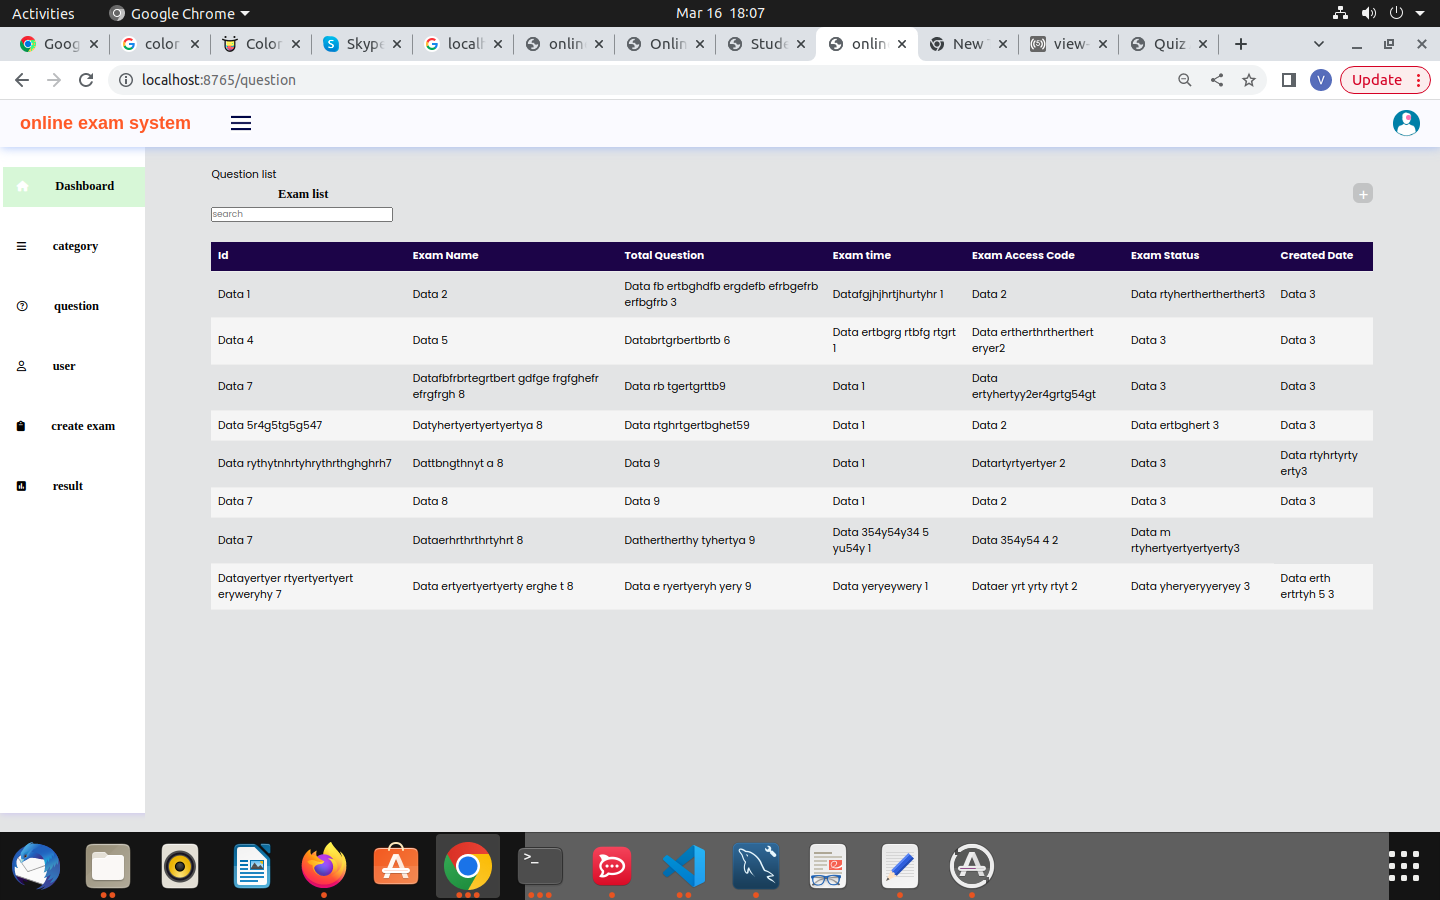 Activities Google Chrome Mar 16 18:07
Goog color Color Skype local onlin Onlin Stude onlin New view- Quiz
localhost:8765/question V Update
online exam system
Dashboard
category
question
user
create exam
result
Question list
Exam list
search
+
Id Exam Name Total Question Exam time Exam Access Code Exam Status Created Date
Data 1 Data 2 Data fb ertbghdfb ergdefb efrbgefrb erfbgfrb 3 Datafgjhjhrtjhurtyhr 1 Data 2 Data rtyhertherthert​hert3 Data 3
Data 4 Data 5 Databrtgrbertbrtb 6 Data ertbgrg rtbfg rtgrt 1 Data ertherthrtherthert eryer2 Data 3 Data 3
Data 7 Datafbfrbrtegrtbert gdfge frgfghefr efrgfrgh 8 Data rb tgertgrttb9 Data 1 Data ertyhertyy2er4grtg54gt Data 3 Data 3
Data 5r4g5tg5g547 Datyhertyertyertyertya 8 Data rtghrtgertbghet59 Data 1 Data 2 Data ertbghert 3 Data 3
Data rythytnhrtyhrythrthghghrh7 Dattbngthnyt a 8 Data 9 Data 1 Datartyrtyertyer 2 Data 3 Data rtyhrtyrty erty3
Data 7 Data 8 Data 9 Data 1 Data 2 Data 3 Data 3
Data 7 Dataerhrthrthrtyhrt 8 Dathertherthy tyhertya 9 Data 354y54y34 5 yu54y 1 Data 354y54 4 2 Data m rtyhertyertyertyerty3
Datayertyer rtyertyertyert eryweryhy 7 Data ertyertyertyerty erghe t 8 Data e ryertyeryh yery 9 Data yeryeywery 1 Dataer yrt yrty rtyt 2 Data yheryeryyeryey 3 Data erth ertrtyh 5 3